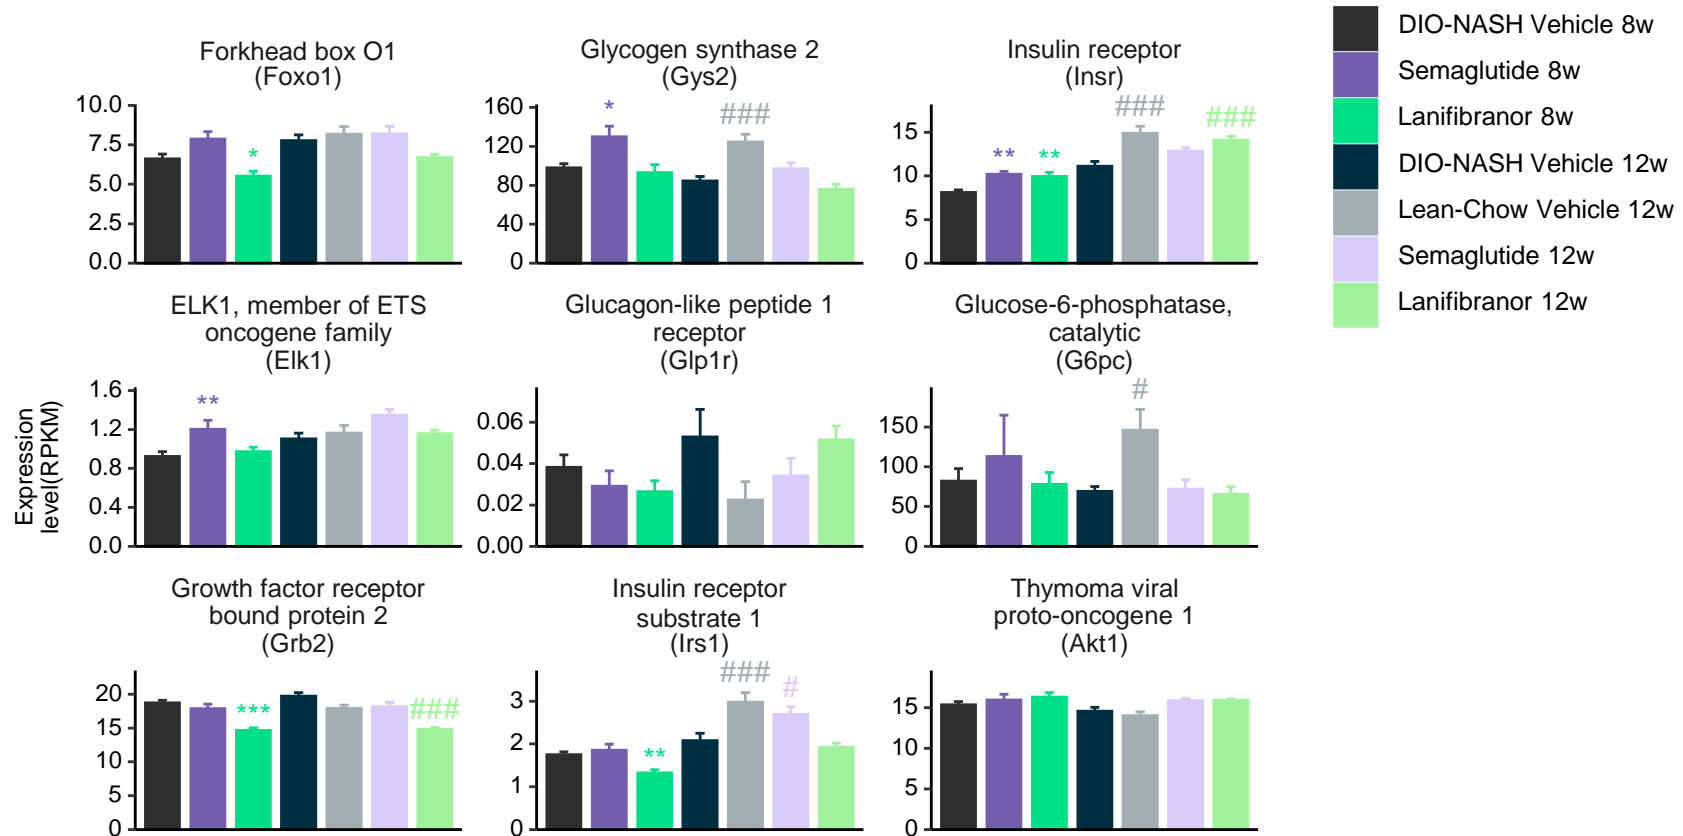 Forkhead box O1
(Foxo1)
10.0
7.5
5.0
2.5
0.0
*
Glycogen synthase 2
(Gys2)
160
120
80
40
0
*
###
Insulin receptor
(Insr)
15
10
5
0
**
**
###
###
DIO-NASH Vehicle 8w
Semaglutide 8w
Lanifibranor 8w
DIO-NASH Vehicle 12w
Lean-Chow Vehicle 12w
Semaglutide 12w
Lanifibranor 12w
Expression
level(RPKM)
ELK1, member of ETS
oncogene family
(Elk1)
1.6
1.2
0.8
0.4
0.0
**
Glucagon-like peptide 1
receptor
(Glp1r)
0.06
0.04
0.02
0.00
Glucose-6-phosphatase,
catalytic
(G6pc)
150
100
50
0
#
Growth factor receptor
bound protein 2
(Grb2)
20
15
10
5
0
***
###
Insulin receptor
substrate 1
(Irs1)
3
2
1
0
**
###
#
Thymoma viral
proto-oncogene 1
(Akt1)
15
10
5
0